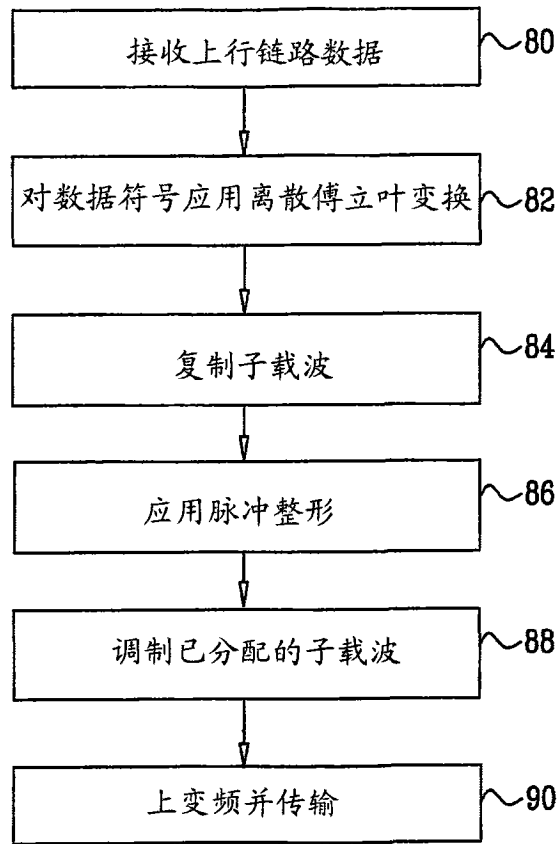 接收上行链路数据
80
对数据符号应用离散傅立叶变换
82
复制子载波
84
应用脉冲整形
86
调制已分配的子载波
88
上变频并传输
90